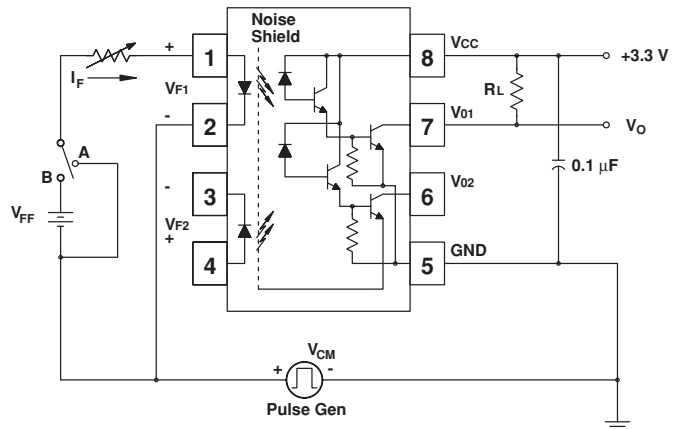 Noise
Shield
+
1
8
VCC
+3.3 V
IF
VF1
RL
-
2
7
V01
VO
A
B
0.1 µF
-
3
6
V02
VFF
VF2
+
4
5
GND
VCM
+
-
Pulse Gen